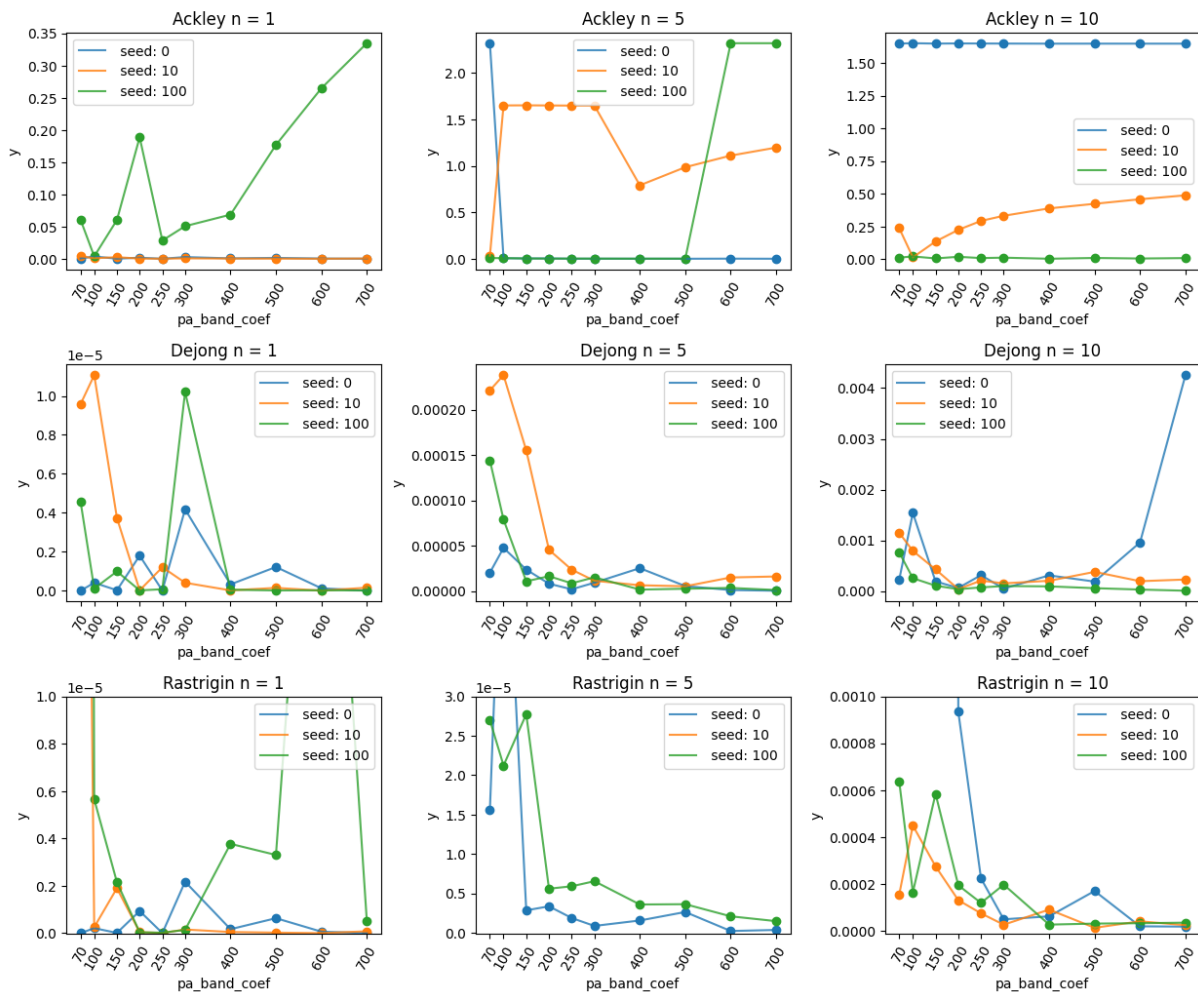 Ackley n = 1
0.35
0.30
0.25
0.20
0.15
0.10
0.05
0.00
y
seed: 0
seed: 10
seed: 100
70
100
150
200
250
300
400
500
600
700
pa_band_coef
Ackley n = 5
2.0
1.5
1.0
0.5
0.0
y
seed: 0
seed: 10
seed: 100
70
100
150
200
250
300
400
500
600
700
pa_band_coef
Ackley n = 10
1.50
1.25
1.00
0.75
0.50
0.25
0.00
y
seed: 0
seed: 10
seed: 100
70
100
150
200
250
300
400
500
600
700
pa_band_coef
Dejong n = 1
1e−5
1.0
0.8
0.6
0.4
0.2
0.0
y
seed: 0
seed: 10
seed: 100
70
100
150
200
250
300
400
500
600
700
pa_band_coef
Dejong n = 5
0.00020
0.00015
0.00010
0.00005
0.00000
y
seed: 0
seed: 10
seed: 100
70
100
150
200
250
300
400
500
600
700
pa_band_coef
Dejong n = 10
0.004
0.003
0.002
0.001
0.000
y
seed: 0
seed: 10
seed: 100
70
100
150
200
250
300
400
500
600
700
pa_band_coef
Rastrigin n = 1
1e−5
1.0
0.8
0.6
0.4
0.2
0.0
y
seed: 0
seed: 10
seed: 100
70
100
150
200
250
300
400
500
600
700
pa_band_coef
Rastrigin n = 5
1e−5
3.0
2.5
2.0
1.5
1.0
0.5
0.0
y
seed: 0
seed: 10
seed: 100
70
100
150
200
250
300
400
500
600
700
pa_band_coef
Rastrigin n = 10
0.0010
0.0008
0.0006
0.0004
0.0002
0.0000
y
seed: 0
seed: 10
seed: 100
70
100
150
200
250
300
400
500
600
700
pa_band_coef